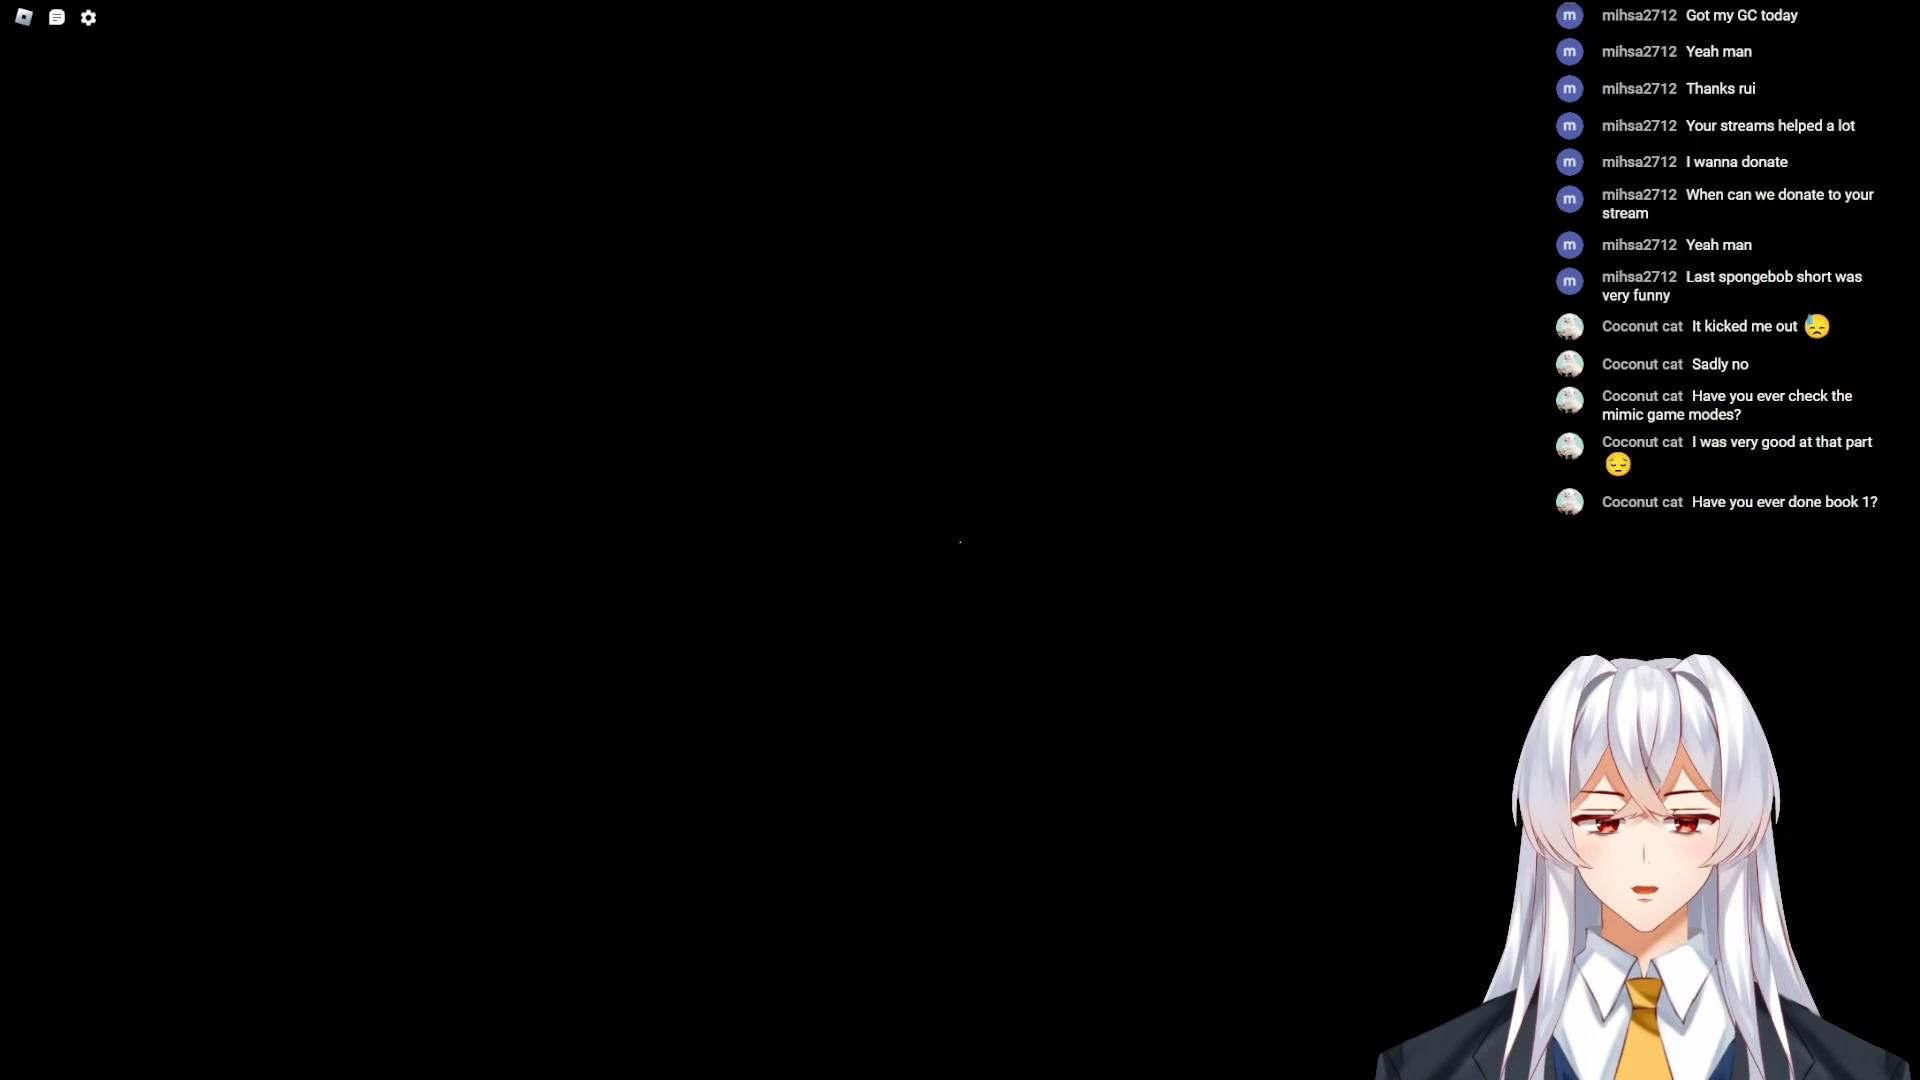 mihsa2712 Got my GC today
mihsa2712 Yeah man
mihsa2712 Thanks rui
mihsa2712 Your streams helped a lot
mihsa2712 I wanna donate
mihsa2712 When can we donate to your
stream
mihsa2712 Yeah man
mihsa2712 Last spongebob short was
very funny
Coconut cat It kicked me out 😓
Coconut cat Sadly no
Coconut cat Have you ever check the
mimic game modes?
Coconut cat I was very good at that part
😔
Coconut cat Have you ever done book 1?